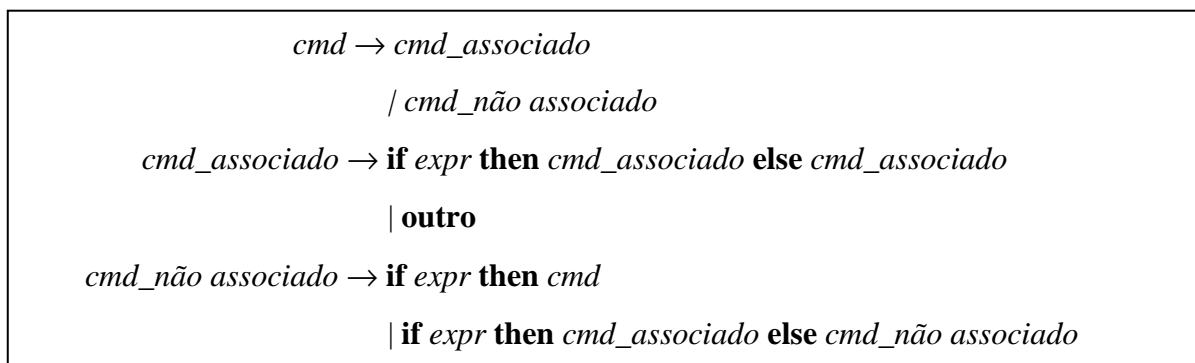 cmd → cmd_associado
| cmd_não associado
cmd_associado → if expr then cmd_associado else cmd_associado
| outro
cmd_não associado → if expr then cmd
| if expr then cmd_associado else cmd_não associado